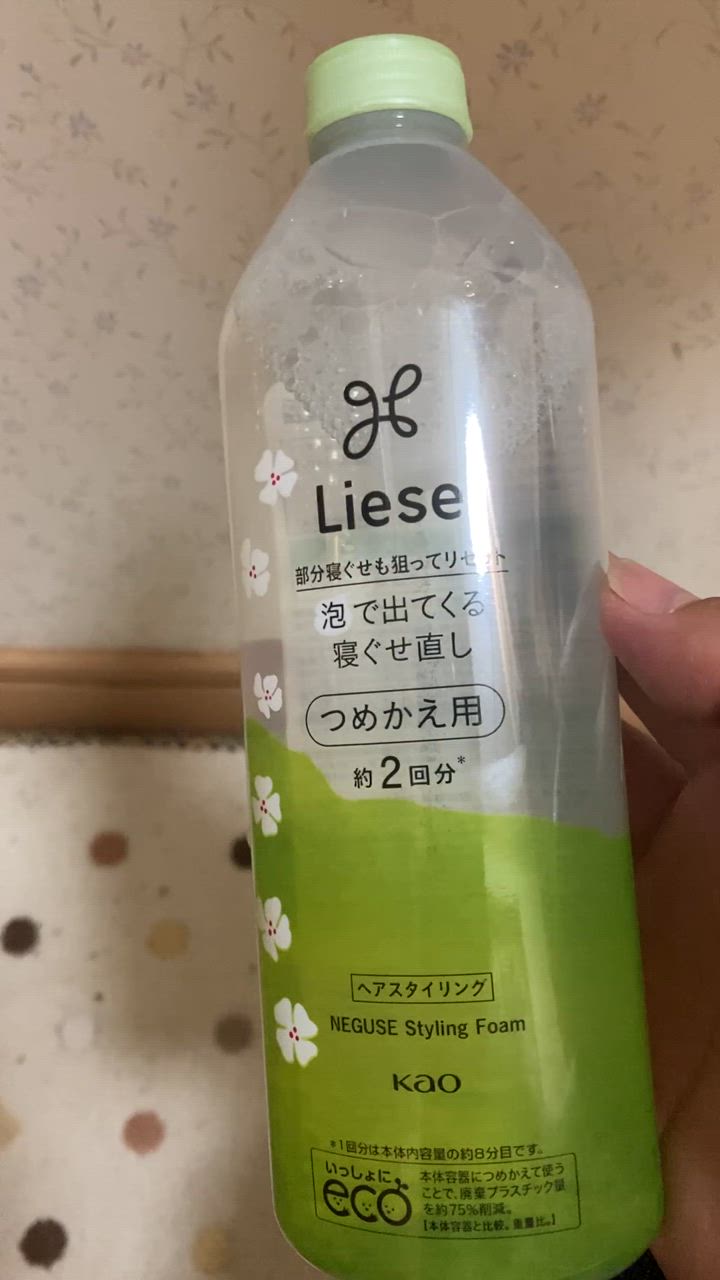 Liese
部分寝ぐせも狙ってリセット
泡で出てくる
寝ぐせ直し
つめかえ用
約2回分*
ヘアスタイリング
NEGUSE Styling Foam
Kao
*1回分は本体内容量の約8分目です。
いっしょに
eco
本体容器につめかえて使う
ことで、廃棄プラスチック量
を約75%削減。
【本体容器と比較。重量比。】